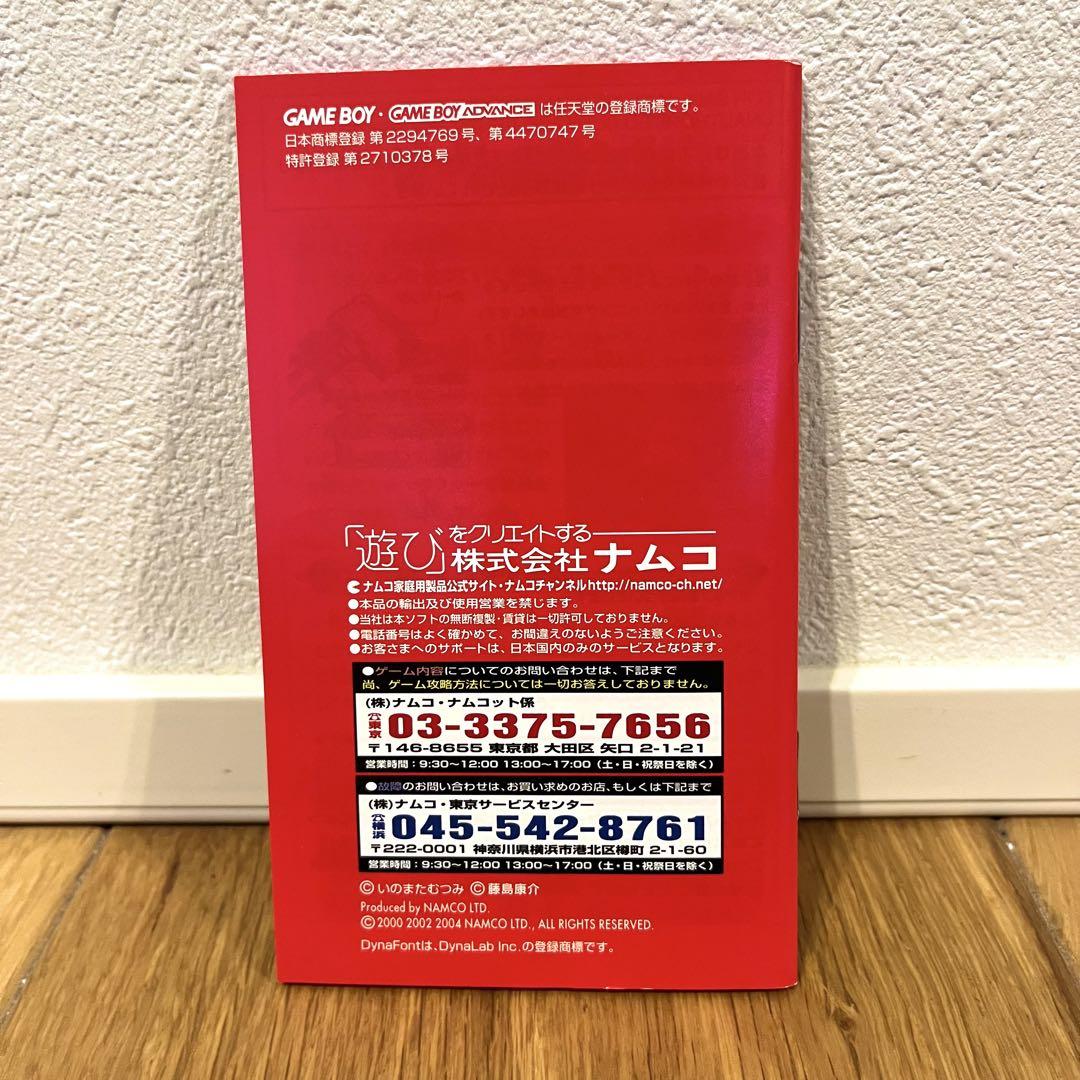 GAME BOY・GAME BOY ADVANCE は任天堂の登録商標です。
日本商標登録 第2294769号、第4470747号
特許登録 第2710378号
「遊び」をクリエイトする
株式会社ナムコ
ナムコ家庭用製品公式サイト・ナムコチャンネルhttp://namco-ch.net/
●本品の輸出及び使用営業を禁じます。
●当社は本ソフトの無断複製・賃貸は一切許可しておりません。
●電話番号はよく確かめて、お間違えのないようご注意ください。
●お客さまへのサポートは、日本国内のみのサービスとなります。
●ゲーム内容についてのお問い合わせは、下記まで
尚、ゲーム攻略方法については一切お答えしておりません。
(株)ナムコ・ナムコット係
東京 03-3375-7656
〒146-8655 東京都 大田区 矢口 2-1-21
営業時間:9:30〜12:00 13:00〜17:00（土・日・祝祭日を除く）
●故障のお問い合わせは、お買い求めのお店、もしくは下記まで
(株)ナムコ・東京サービスセンター
横浜 045-542-8761
〒222-0001 神奈川県横浜市港北区樽町 2-1-60
営業時間:9:30〜12:00 13:00〜17:00（土・日・祝祭日を除く）
©いのまたむつみ ©藤島康介
Produced by NAMCO LTD.
©2000 2002 2004 NAMCO LTD., ALL RIGHTS RESERVED.
DynaFontは、DynaLab Inc.の登録商標です。